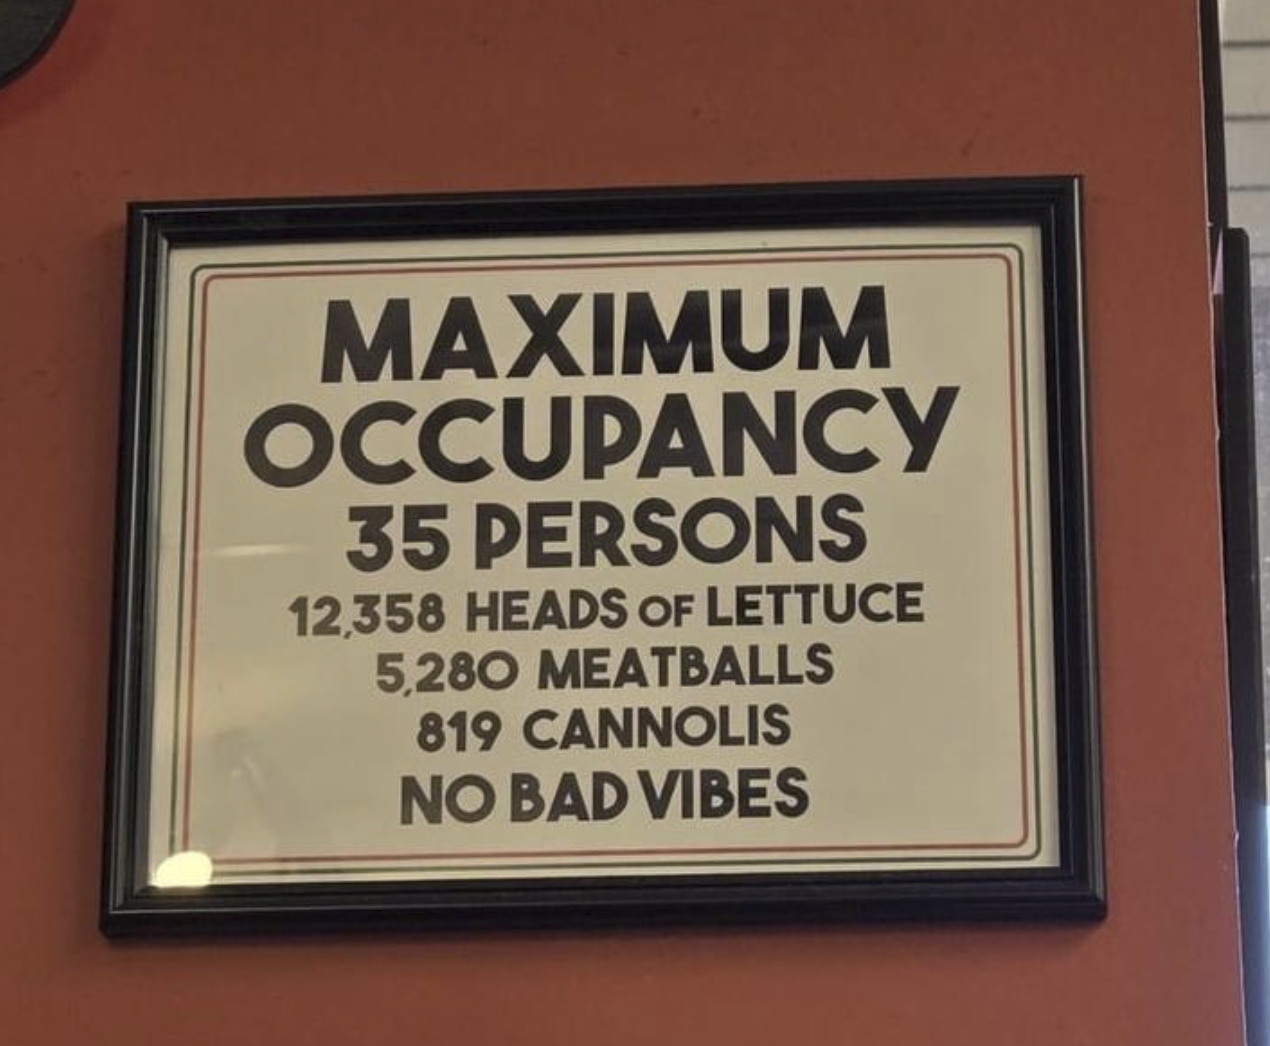 MAXIMUM
OCCUPANCY
35 PERSONS
12,358 HEADS OF LETTUCE
5,280 MEATBALLS
819 CANNOLIS
NO BAD VIBES